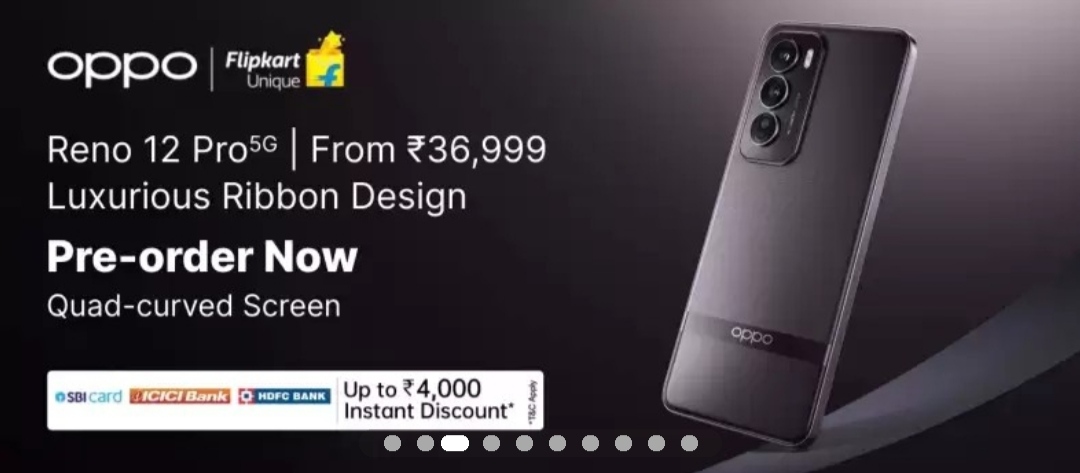 oppo
Flipkart
Unique
Reno 12 Pro5G | From ₹36,999
Luxurious Ribbon Design
Pre-order Now
Quad-curved Screen
SBI card ICICI Bank HDFC BANK
Up to ₹4,000
Instant Discount*
*T&C Apply
oppo